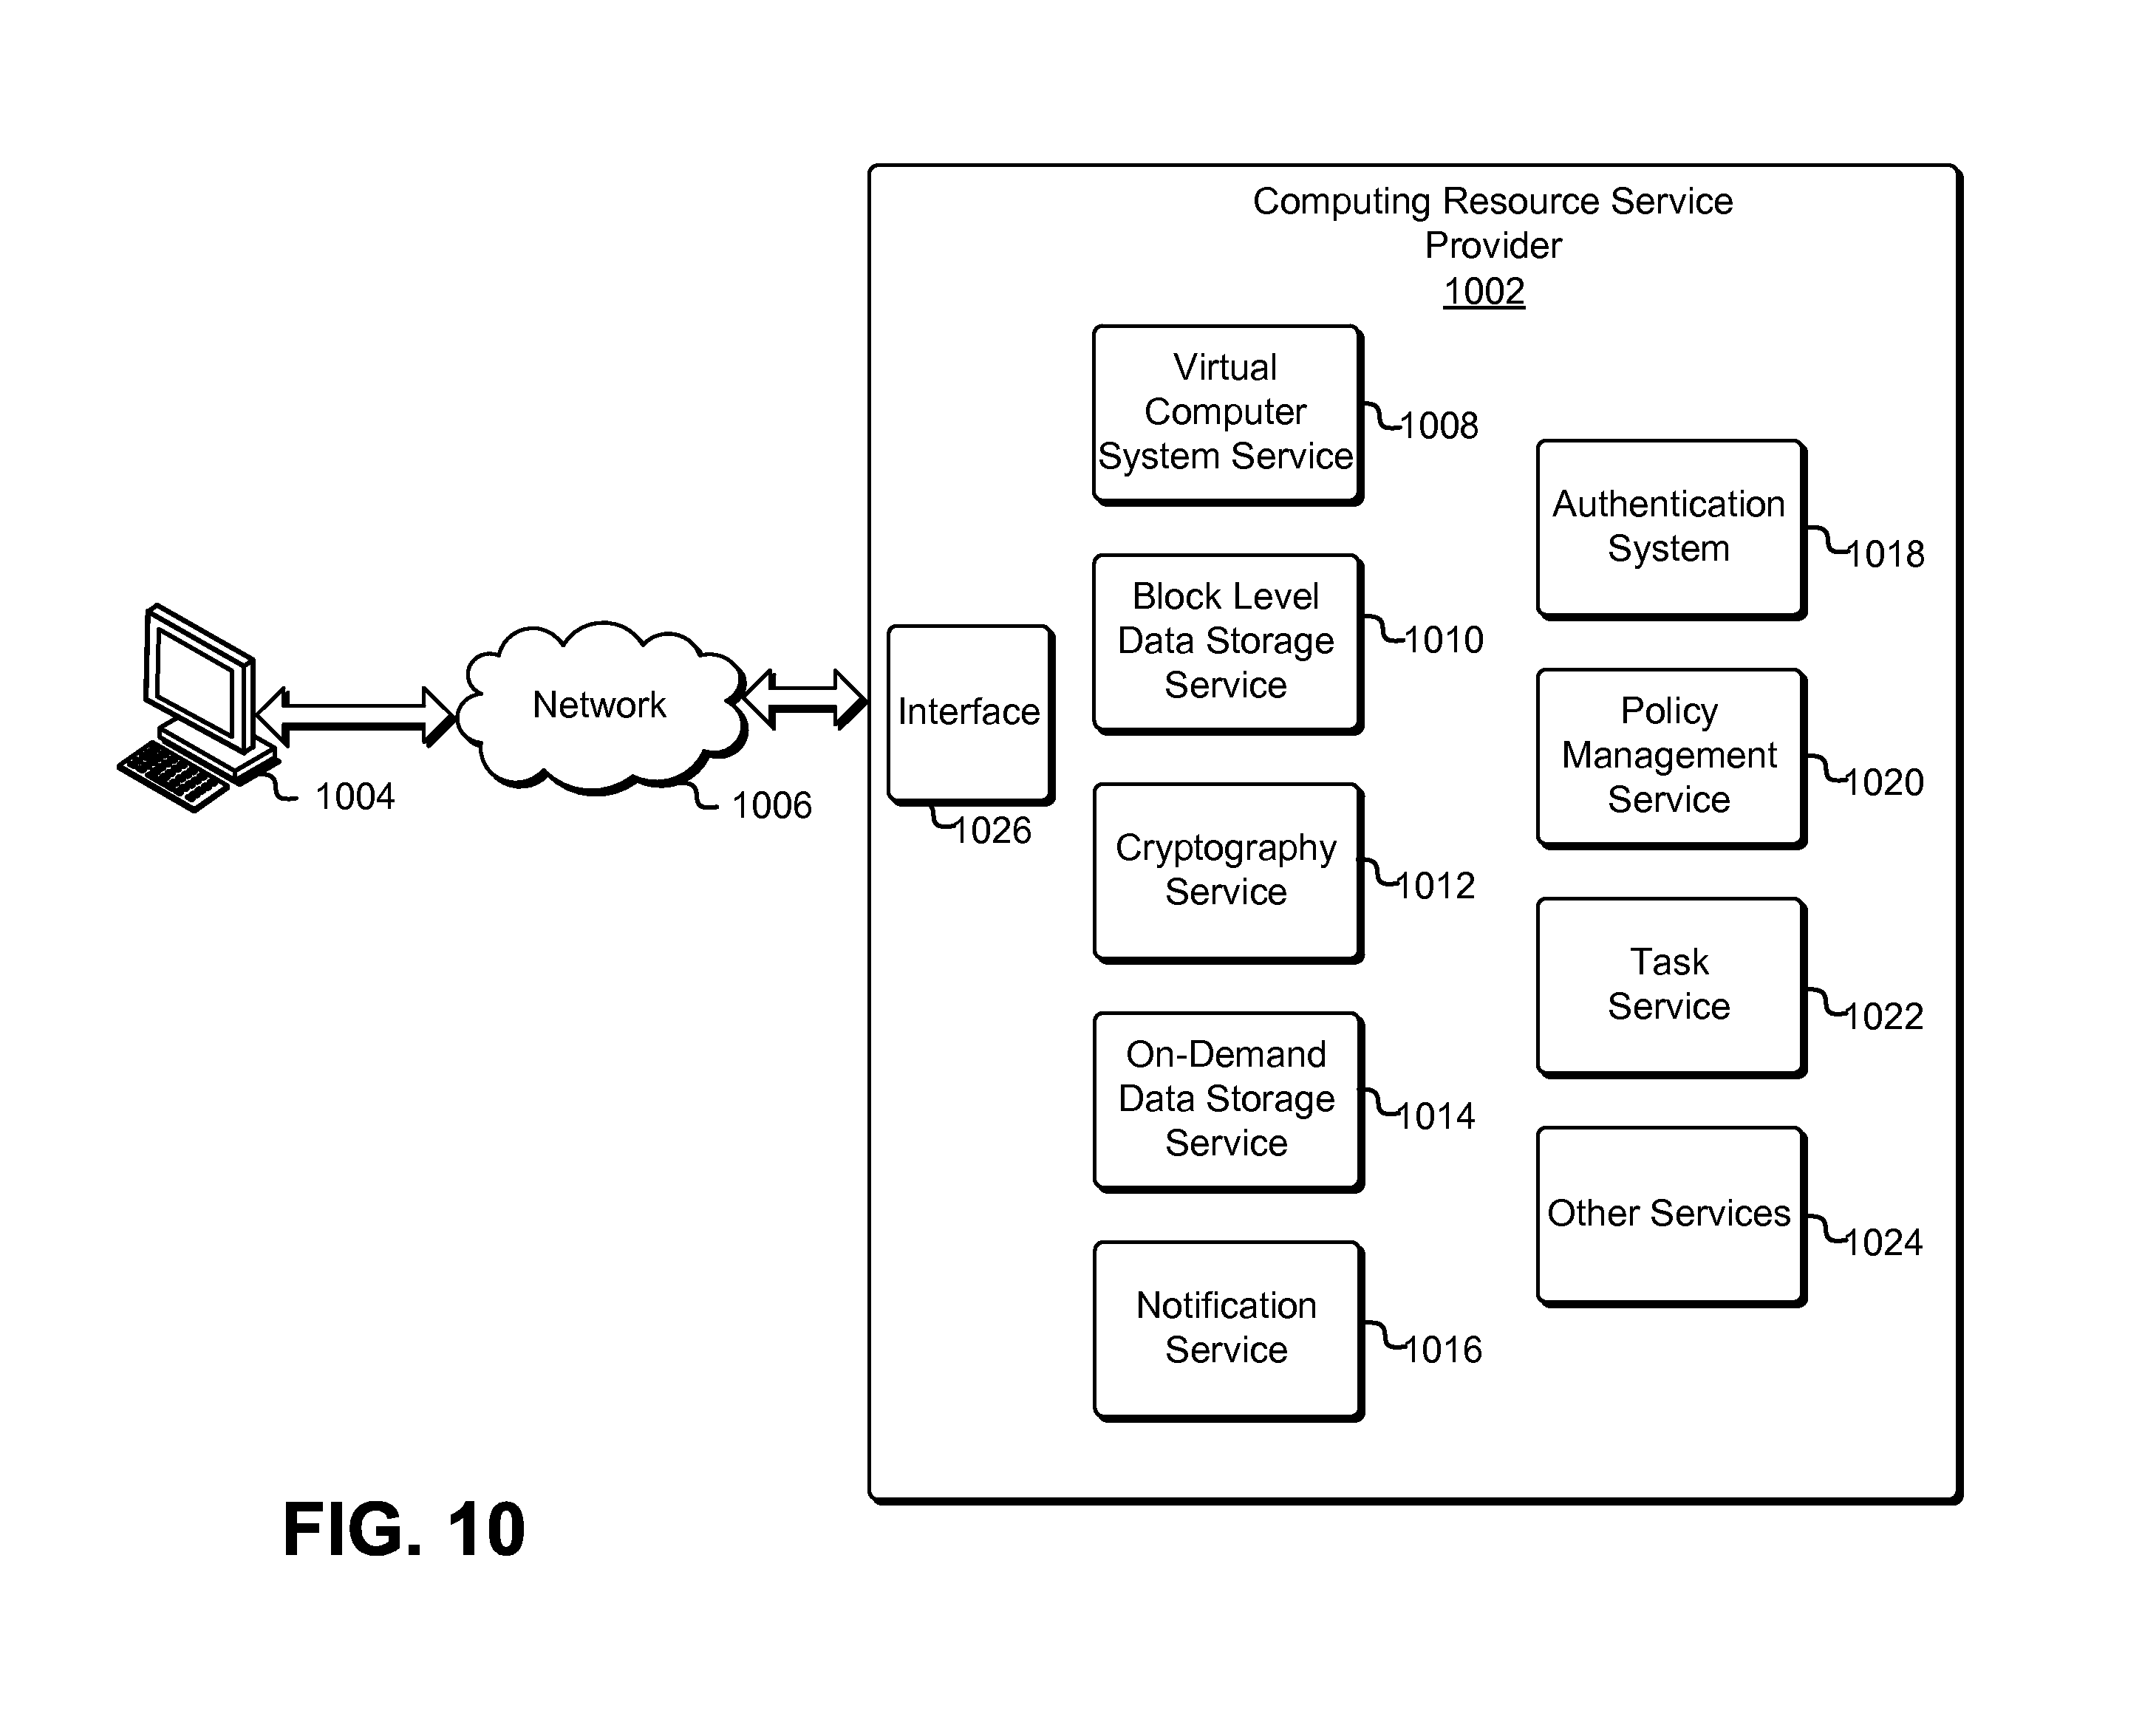 Computing Resource Service
Provider
1002
Virtual
Computer
System Service
1008
Block Level
Data Storage
Service
1010
Cryptography
Service
1012
On-Demand
Data Storage
Service
1014
Notification
Service
1016
Authentication
System
1018
Policy
Management
Service
1020
Task
Service
1022
Other Services
1024
Interface
1026
Network
1006
1004
FIG. 10